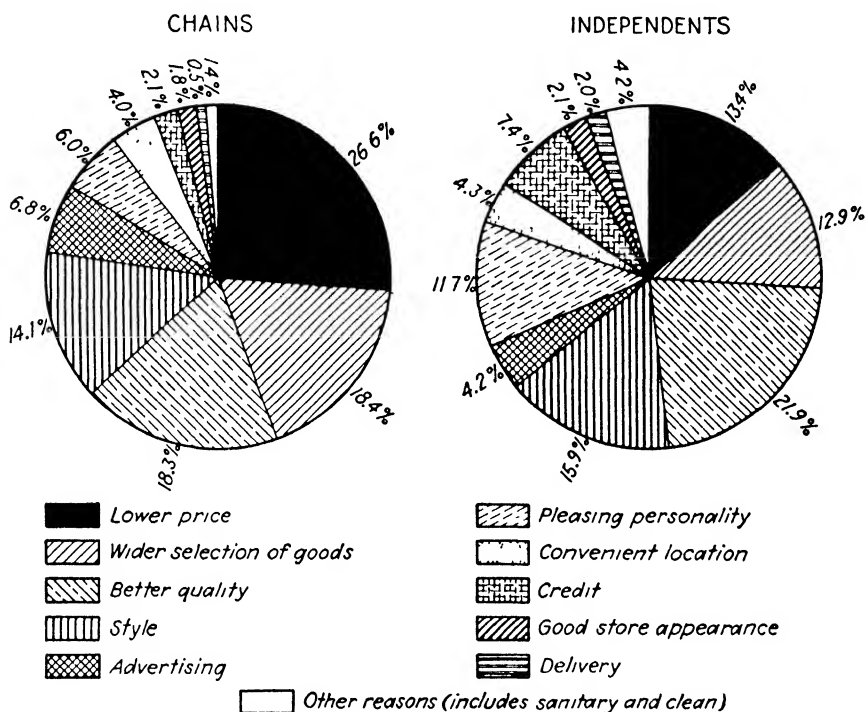 CHAINS
INDEPENDENTS
26.6%
18.4%
18.3%
14.1%
6.8%
6.0%
4.0%
2.1%
1.8%
0.5%
1.4%
13.4%
12.9%
21.9%
15.9%
4.2%
11.7%
4.3%
7.4%
2.1%
2.0%
4.2%
Lower price
Wider selection of goods
Better quality
Style
Advertising
Pleasing personality
Convenient location
Credit
Good store appearance
Delivery
Other reasons (includes sanitary and clean)